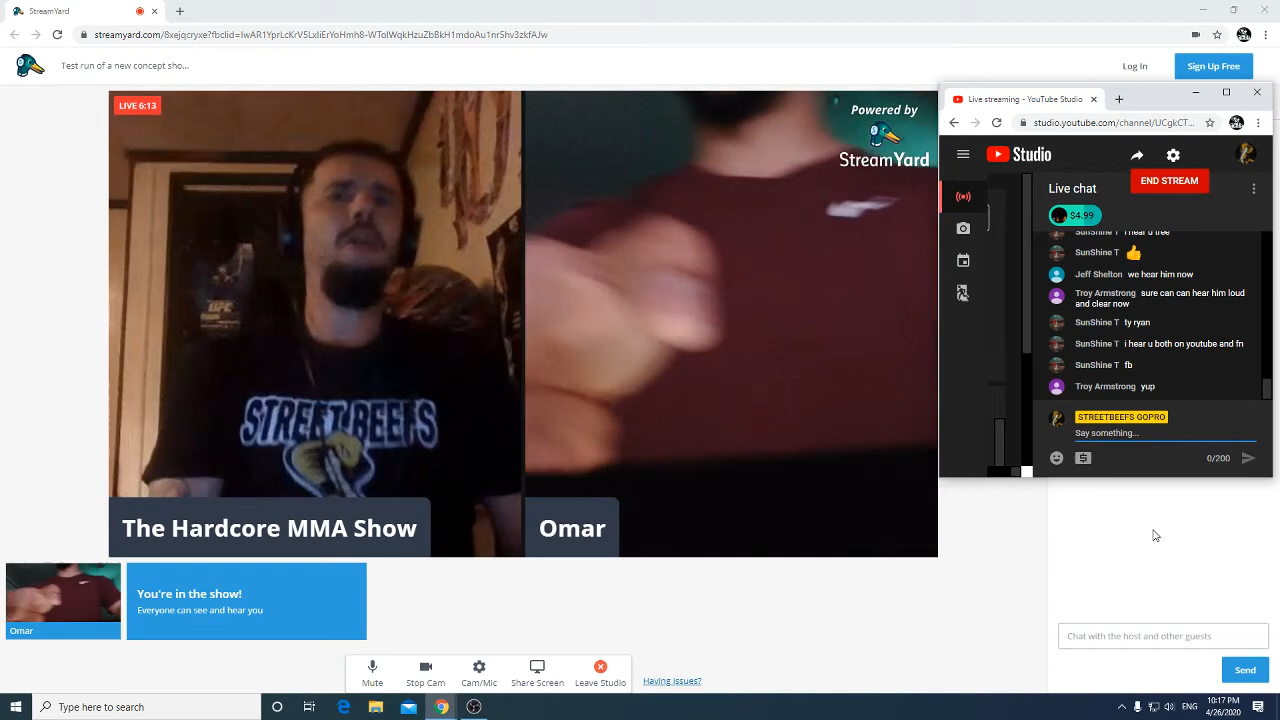 StreamYard
streamyard.com/8xejqcryxe?fbclid=IwAR1YprLcKrV5LxliErYoHmh8-WTolWqkHzuZbBkH1mdoAu1nr5hv3zkfAJw
Test run of a new concept sho...
Log In
Sign Up Free
LIVE 6:13
Powered by
StreamYard
UFC
STREETBEEFS
The Hardcore MMA Show
Omar
Live streaming - YouTube Studio
studio.youtube.com/channel/UCgkCT...
Studio
END STREAM
Live chat
$4.99
SunShine T
Jeff Shelton we hear him now
Troy Armstrong sure can can hear him loud
and clear now
SunShine T ty ryan
SunShine T i hear u both on youtube and fn
SunShine T fb
Troy Armstrong yup
STREETBEEFS GOPRO
Say something...
0/200
Omar
You're in the show!
Everyone can see and hear you
Mute
Stop Cam
Cam/Mic
Share Screen
Leave Studio
Having issues?
Chat with the host and other guests
Send
Type here to search
ENG
10:17 PM
4/26/2020